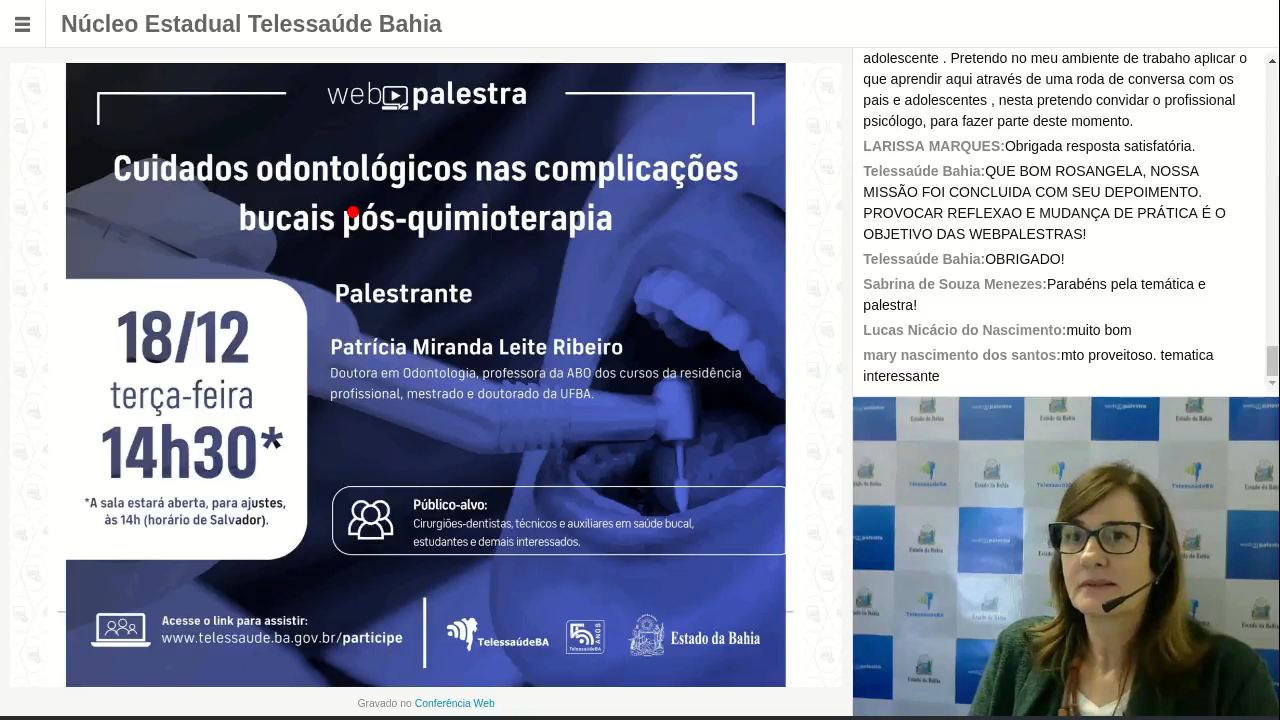 Núcleo Estadual Telessaúde Bahia
web palestra
Cuidados odontológicos nas complicações
bucais pós-quimioterapia
Palestrante
Patrícia Miranda Leite Ribeiro
Doutora em Odontologia, professora da ABO dos cursos da residência
profissional, mestrado e doutorado da UFBA.
18/12
terça-feira
14h30*
*A sala estará aberta, para ajustes,
às 14h (horário de Salvador).
Público-alvo:
Cirurgiões-dentistas, técnicos e auxiliares em saúde bucal,
estudantes e demais interessados.
Acesse o link para assistir:
www.telessaude.ba.gov.br/participe
TelessaúdeBA
5 ANOS
TelessaúdeBA
Estado da Bahia
Gravado no Conferência Web
adolescente . Pretendo no meu ambiente de trabaho aplicar o
que aprendir aqui através de uma roda de conversa com os
pais e adolescentes , nesta pretendo convidar o profissional
psicólogo, para fazer parte deste momento.
LARISSA MARQUES:Obrigada resposta satisfatória.
Telessaúde Bahia:QUE BOM ROSANGELA, NOSSA
MISSÃO FOI CONCLUIDA COM SEU DEPOIMENTO.
PROVOCAR REFLEXAO E MUDANÇA DE PRÁTICA É O
OBJETIVO DAS WEBPALESTRAS!
Telessaúde Bahia:OBRIGADO!
Sabrina de Souza Menezes:Parabéns pela temática e
palestra!
Lucas Nicácio do Nascimento:muito bom
mary nascimento dos santos:mto proveitoso. tematica
interessante